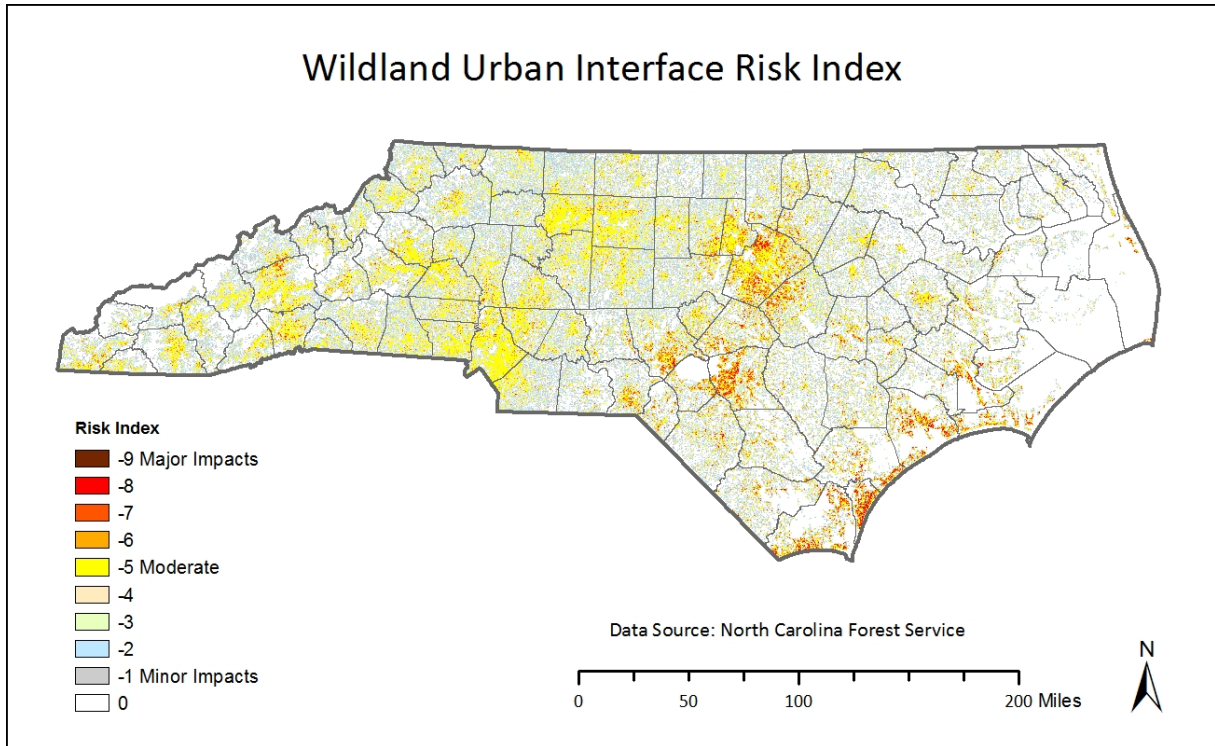 Wildland Urban Interface Risk Index
Risk Index
-9 Major Impacts
-8
-7
-6
-5 Moderate
-4
-3
-2
-1 Minor Impacts
0
Data Source: North Carolina Forest Service
0 50 100 200 Miles
N